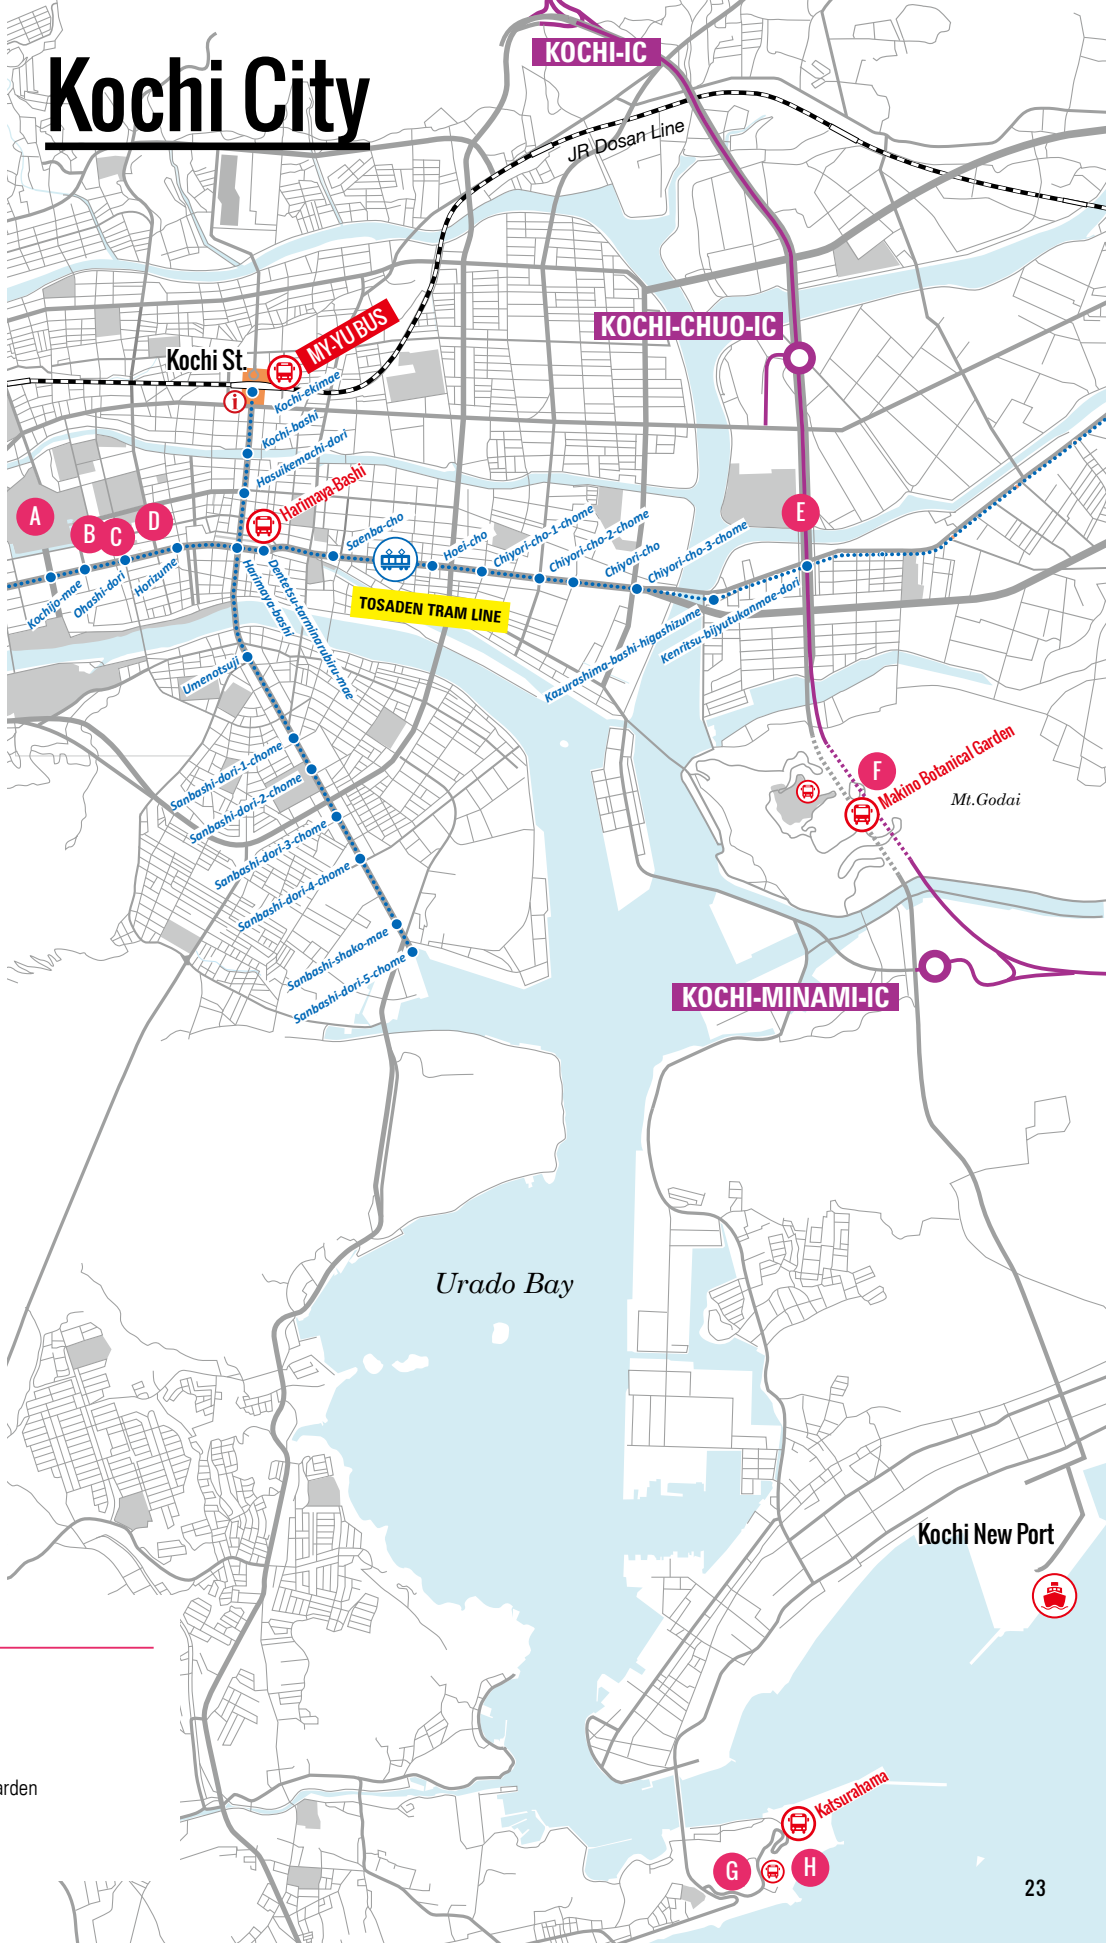 Kochi City
KOCHI-IC
JR Dosan Line
KOCHI-CHUO-IC
MY-YU BUS
Kochi St.
i
Kochi-ekimae
Kochi-bashi
Hasuikemachi-dori
Harimaya-Bashi
A
B
C
D
E
Saenba-cho
Hoei-cho
Chiyori-cho-1-chome
Chiyori-cho-2-chome
Chiyori-cho
Chiyori-cho-3-chome
Kochijo-mae
Ohashi-dori
Horizume
Harimaya-bashi
Dentetsu-tarminarubiru-mae
TOSADEN TRAM LINE
Kazurashima-bashi-higashizume
Kenritsu-bijyutukanmae-dori
Umenotsuji
Sanbashi-dori-1-chome
Sanbashi-dori-2-chome
Sanbashi-dori-3-chome
Sanbashi-dori-4-chome
Sanbashi-shako-mae
Sanbashi-dori-5-chome
F
Makino Botanical Garden
Mt.Godai
KOCHI-MINAMI-IC
Urado Bay
Kochi New Port
arden
Katsurahama
G
H
23